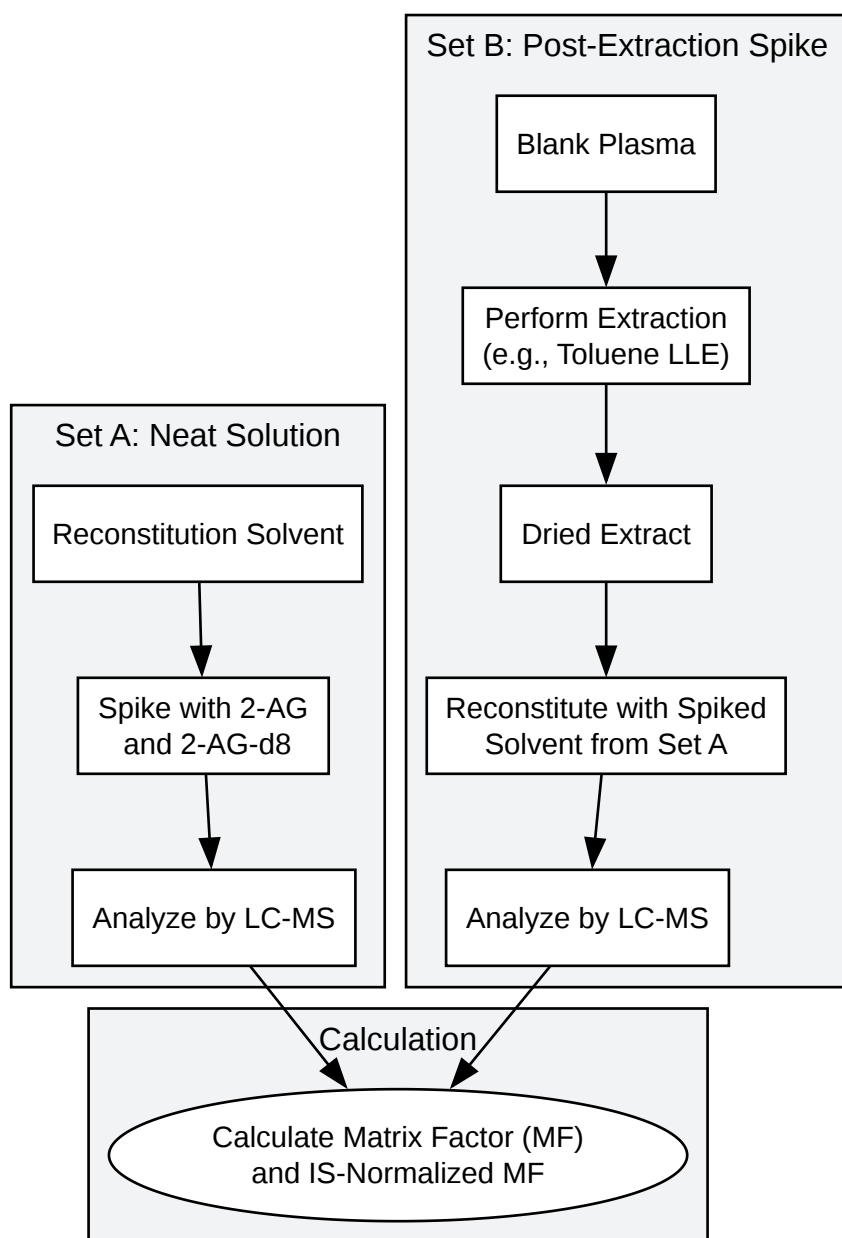 Set B: Post-Extraction Spike
Blank Plasma
Perform Extraction
(e.g., Toluene LLE)
Dried Extract
Reconstitute with Spiked
Solvent from Set A
Analyze by LC-MS
Set A: Neat Solution
Reconstitution Solvent
Spike with 2-AG
and 2-AG-d8
Analyze by LC-MS
Calculation
Calculate Matrix Factor (MF)
and IS-Normalized MF